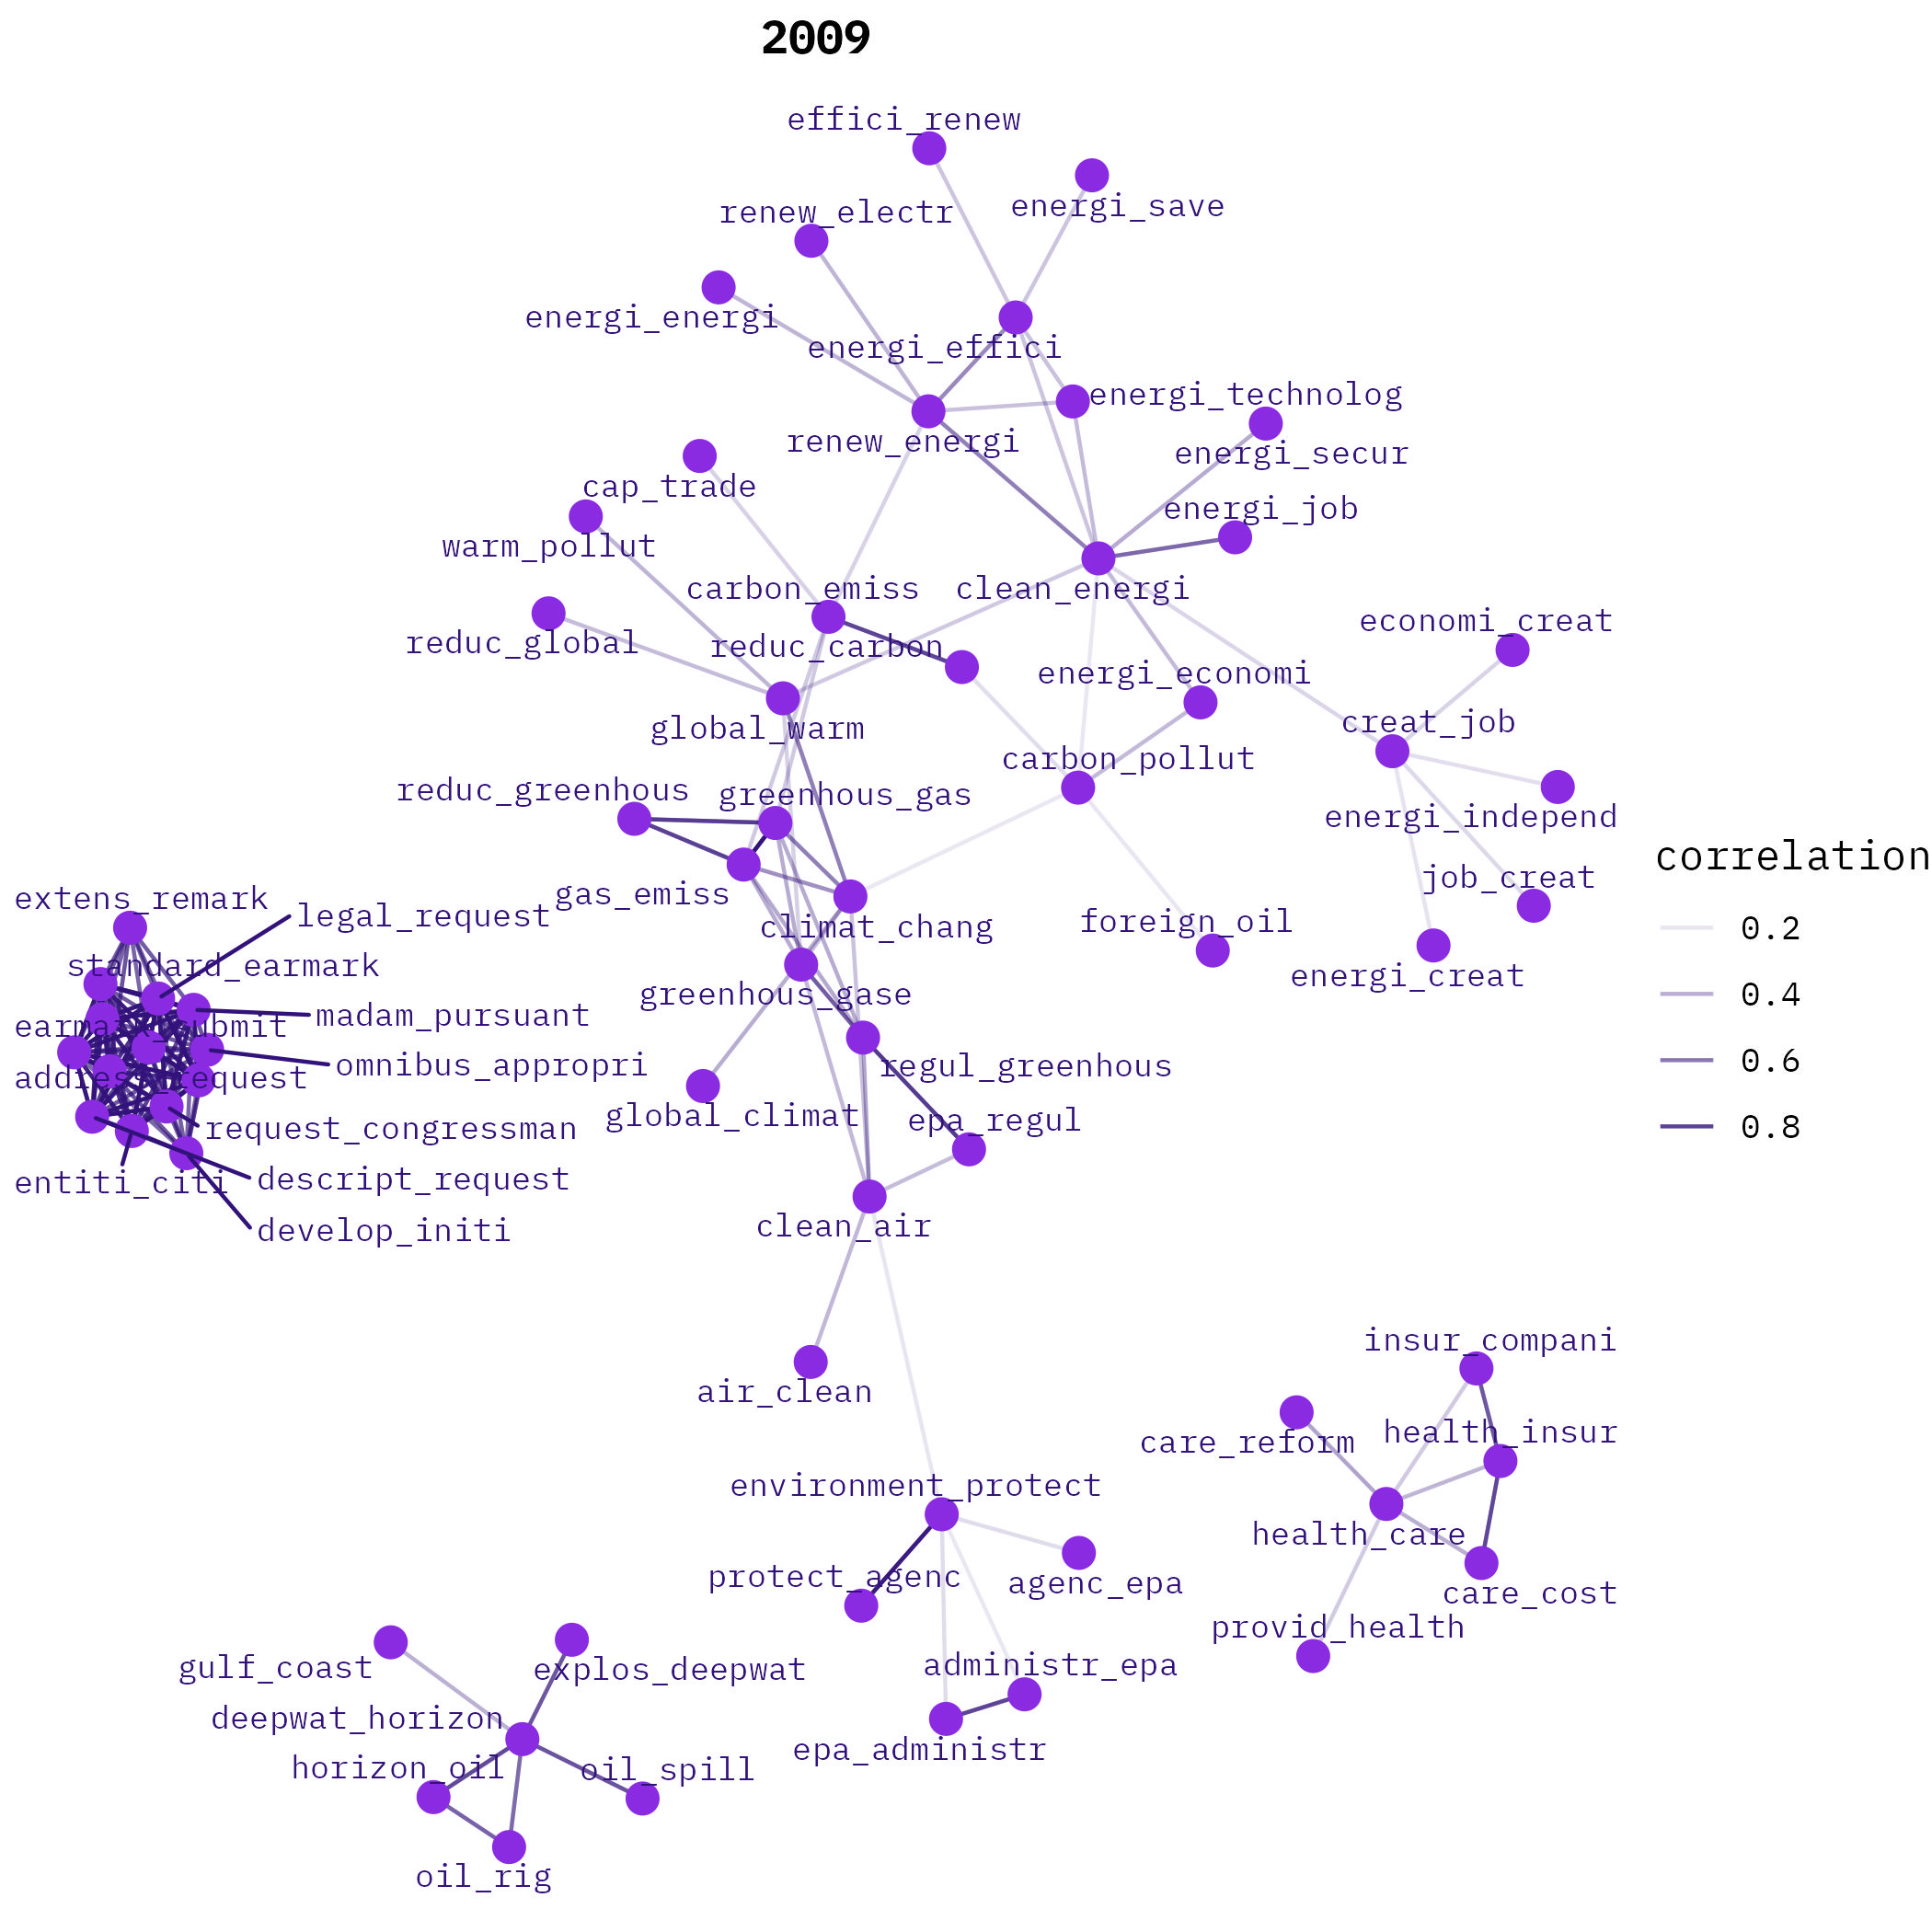 2009
effici_renew
energi_save
renew_electr
energi_energi
energi_effici
energi_technolog
renew_energi
energi_secur
cap_trade
energi_job
warm_pollut
carbon_emiss
clean_energi
economi_creat
reduc_global
reduc_carbon
energi_economi
global_warm
creat_job
carbon_pollut
reduc_greenhous
greenhous_gas
energi_independ
correlation
job_creat
gas_emiss
extens_remark
legal_request
foreign_oil
climat_chang
0.2
standard_earmark
energi_creat
greenhous_gase
0.4
madam_pursuant
earmark_submit
omnibus_appropri
regul_greenhous
0.6
address_request
global_climat
epa_regul
request_congressman
0.8
entiti_citi
descript_request
develop_initi
clean_air
insur_compani
air_clean
care_reform
health_insur
environment_protect
health_care
protect_agenc
agenc_epa
care_cost
provid_health
gulf_coast
explos_deepwat
administr_epa
deepwat_horizon
epa_administr
horizon_oil
oil_spill
oil_rig